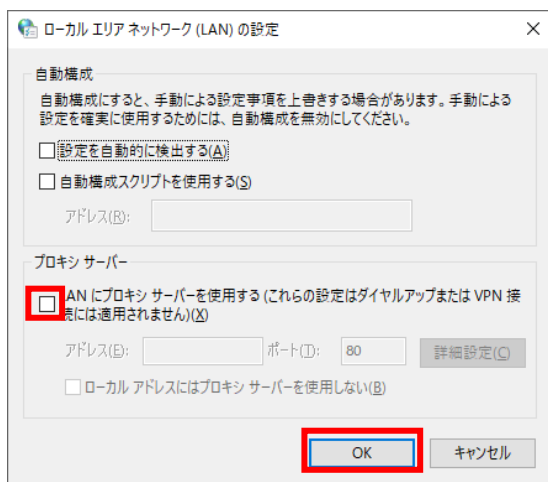 ローカル エリア ネットワーク (LAN) の設定
自動構成
自動構成にすると、手動による設定事項を上書きする場合があります。手動による
設定を確実に使用するためには、自動構成を無効にしてください。
設定を自動的に検出する(A)
自動構成スクリプトを使用する(S)
アドレス(R):
プロキシ サーバー
LAN にプロキシ サーバーを使用する (これらの設定はダイヤルアップまたは VPN 接
続には適用されません)(X)
アドレス(E): ポート(T): 80 詳細設定(C)
ローカル アドレスにはプロキシ サーバーを使用しない(B)
OK キャンセル